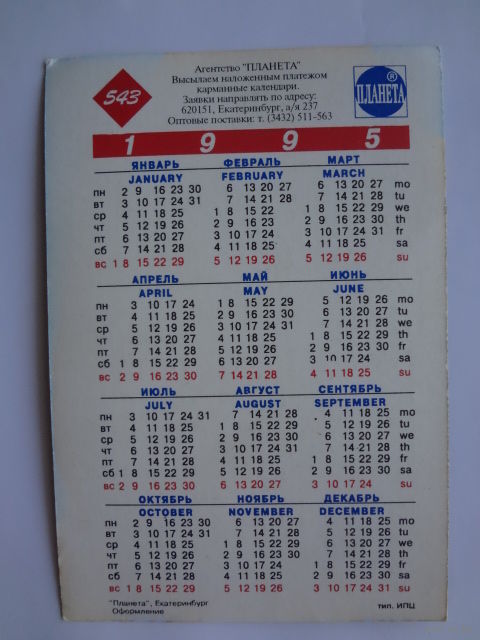 Агентство "ПЛАНЕТА"
Высылаем наложенным платежом
карманные календари.
Заявки направлять по адресу:
620151, Екатеринбург, а/я 237
Оптовые поставки: т. (3432) 511-563
543
ПЛАНЕТА ®
1 9 9 5
ЯНВАРЬ ФЕВРАЛЬ МАРТ
JANUARY FEBRUARY MARCH
пн 2 9 16 23 30 6 13 20 27 6 13 20 27 mo
вт 3 10 17 24 31 7 14 21 28 7 14 21 28 tu
ср 4 11 18 25 1 8 15 22 1 8 15 22 29 we
чт 5 12 19 26 2 9 16 23 2 9 16 23 30 th
пт 6 13 20 27 3 10 17 24 3 10 17 24 31 fr
сб 7 14 21 28 4 11 18 25 4 11 18 25 sa
вс 1 8 15 22 29 5 12 19 26 5 12 19 26 su
АПРЕЛЬ МАЙ ИЮНЬ
APRIL MAY JUNE
пн 3 10 17 24 1 8 15 22 29 5 12 19 26 mo
вт 4 11 18 25 2 9 16 23 30 6 13 20 27 tu
ср 5 12 19 26 3 10 17 24 31 7 14 21 28 we
чт 6 13 20 27 4 11 18 25 1 8 15 22 29 th
пт 7 14 21 28 5 12 19 26 2 9 16 23 30 fr
сб 1 8 15 22 29 6 13 20 27 3 10 17 24 sa
вс 2 9 16 23 30 7 14 21 28 4 11 18 25 su
ИЮЛЬ АВГУСТ СЕНТЯБРЬ
JULY AUGUST SEPTEMBER
пн 3 10 17 24 31 7 14 21 28 4 11 18 25 mo
вт 4 11 18 25 1 8 15 22 29 5 12 19 26 tu
ср 5 12 19 26 2 9 16 23 30 6 13 20 27 we
чт 6 13 20 27 3 10 17 24 31 7 14 21 28 th
пт 7 14 21 28 4 11 18 25 1 8 15 22 29 fr
сб 1 8 15 22 29 5 12 19 26 2 9 16 23 30 sa
вс 2 9 16 23 30 6 13 20 27 3 10 17 24 su
ОКТЯБРЬ НОЯБРЬ ДЕКАБРЬ
OCTOBER NOVEMBER DECEMBER
пн 2 9 16 23 30 6 13 20 27 4 11 18 25 mo
вт 3 10 17 24 31 7 14 21 28 5 12 19 26 tu
ср 4 11 18 25 1 8 15 22 29 6 13 20 27 we
чт 5 12 19 26 2 9 16 23 30 7 14 21 28 th
пт 6 13 20 27 3 10 17 24 1 8 15 22 29 fr
сб 7 14 21 28 4 11 18 25 2 9 16 23 30 sa
вс 1 8 15 22 29 5 12 19 26 3 10 17 24 31 su
"Планета", Екатеринбург
Оформление
тип. ИПЦ